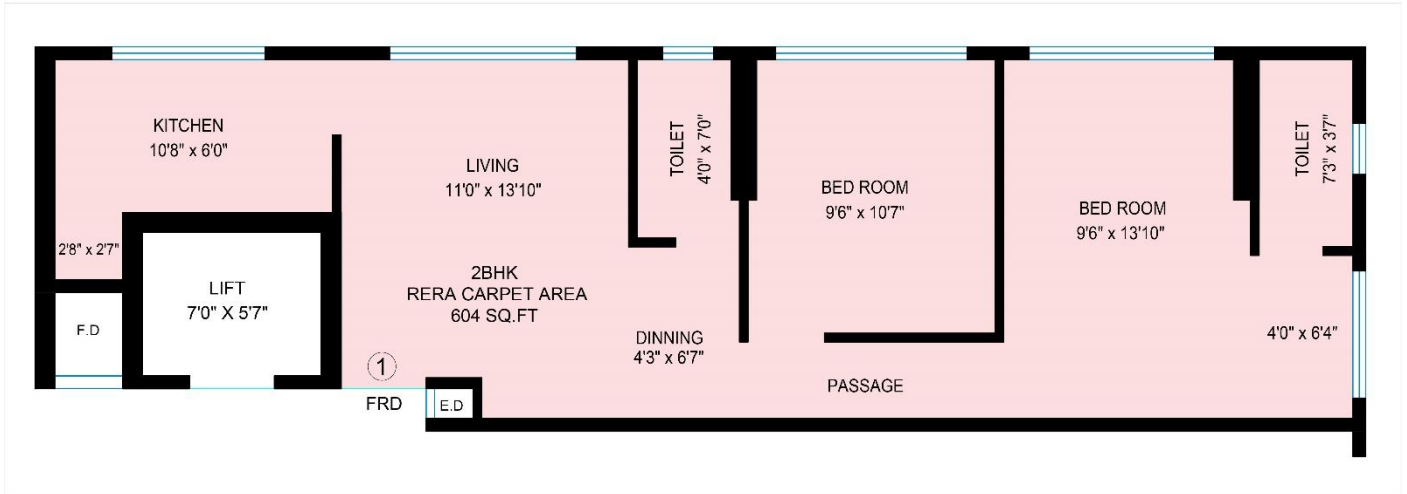 KITCHEN
10'8" x 6'0"
2'8" x 2'7"
F.D
LIFT
7'0" X 5'7"
LIVING
11'0" x 13'10"
2BHK
RERA CARPET AREA
604 SQ.FT
1
FRD
E.D
DINNING
4'3" x 6'7"
TOILET
4'0" x 7'0"
BED ROOM
9'6" x 10'7"
PASSAGE
BED ROOM
9'6" x 13'10"
TOILET
7'3" x 3'7"
4'0" x 6'4"